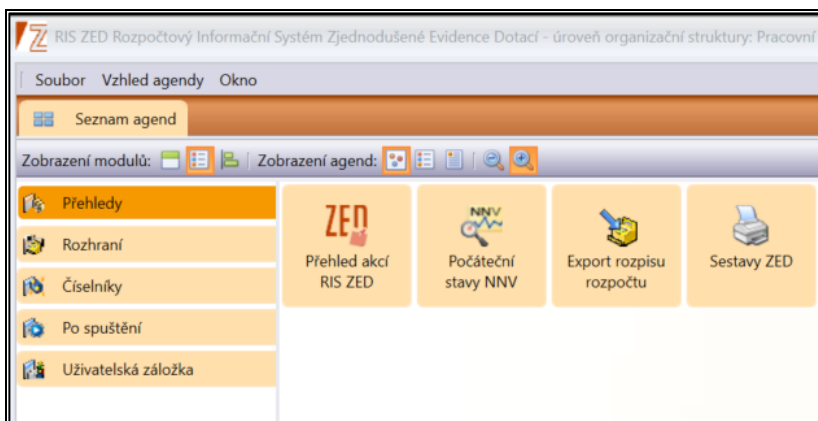 RIS ZED Rozpočtový Informační Systém Zjednodušené Evidence Dotací - úroveň organizační struktury: Pracovní
Soubor Vzhled agendy Okno
Seznam agend
Zobrazení modulů: Zobrazení agend:
Přehledy
Rozhraní
Číselníky
Po spuštění
Uživatelská záložka
ZED
Přehled akcí
RIS ZED
NNV
Počáteční
stavy NNV
Export rozpisu
rozpočtu
Sestavy ZED